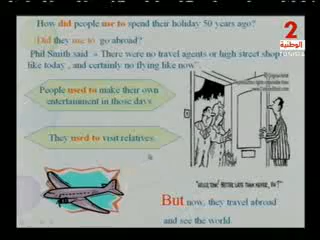 How did people use to spend their holiday 50 years ago?
Did they use to go abroad?
Phil Smith said « There were no travel agents or high street shop
like today , and certainly no flying like now".
People used to make their own
entertainment in those days
They used to visit relatives.
But now, they travel abroad
and see the world.
2
الوطنية